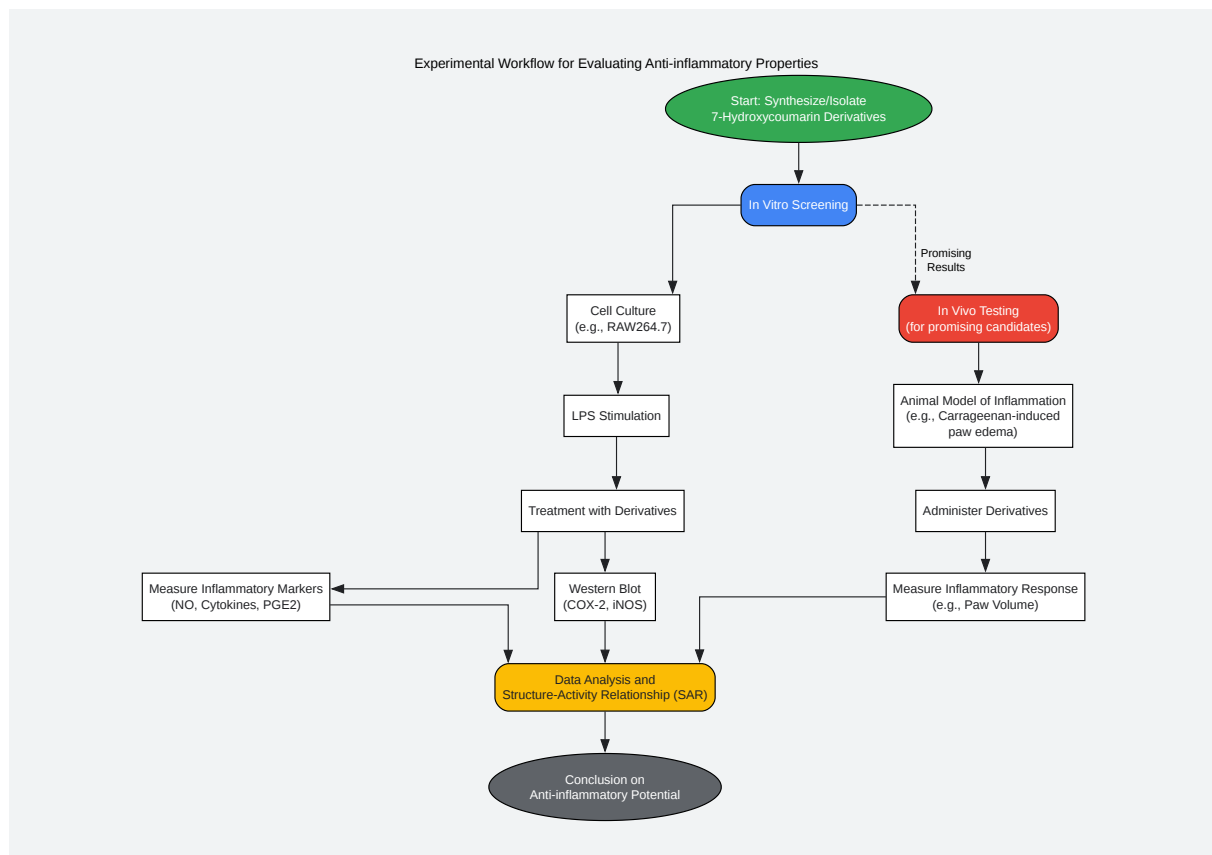 Experimental Workflow for Evaluating Anti-inflammatory Properties
Start: Synthesize/Isolate
7-Hydroxycoumarin Derivatives
In Vitro Screening
Promising
Results
Cell Culture
(e.g., RAW264.7)
In Vivo Testing
(for promising candidates)
LPS Stimulation
Animal Model of Inflammation
(e.g., Carrageenan-induced
paw edema)
Treatment with Derivatives
Administer Derivatives
Measure Inflammatory Markers
(NO, Cytokines, PGE2)
Western Blot
(COX-2, iNOS)
Measure Inflammatory Response
(e.g., Paw Volume)
Data Analysis and
Structure-Activity Relationship (SAR)
Conclusion on
Anti-inflammatory Potential